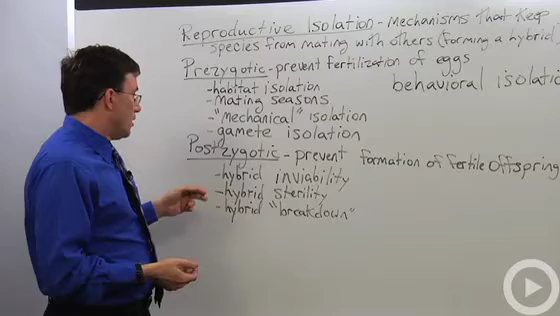 Reproductive Isolation - Mechanisms that keep
species from mating with others (forming a hybrid
Prezygotic - prevent fertilization of eggs
-habitat isolation
behavioral isolatio
-Mating seasons
-"mechanical" isolation
-gamete isolation
Postzygotic - prevent formation of fertile offspring
-hybrid inviability
-hybrid sterility
-hybrid "breakdown"